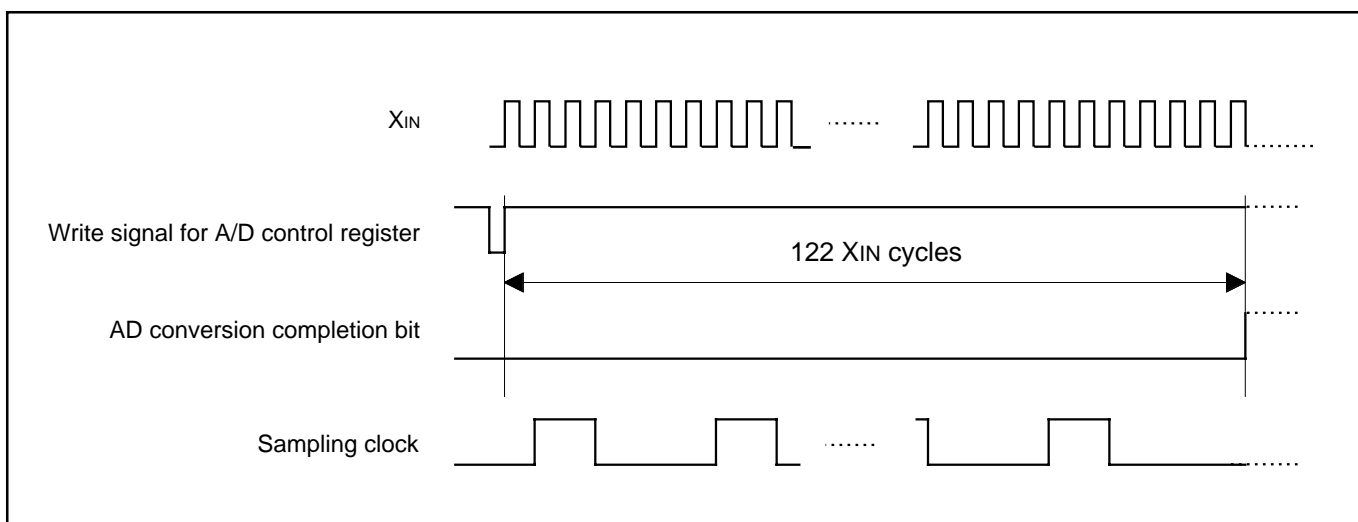 XIN
Write signal for A/D control register
122 XIN cycles
AD conversion completion bit
Sampling clock